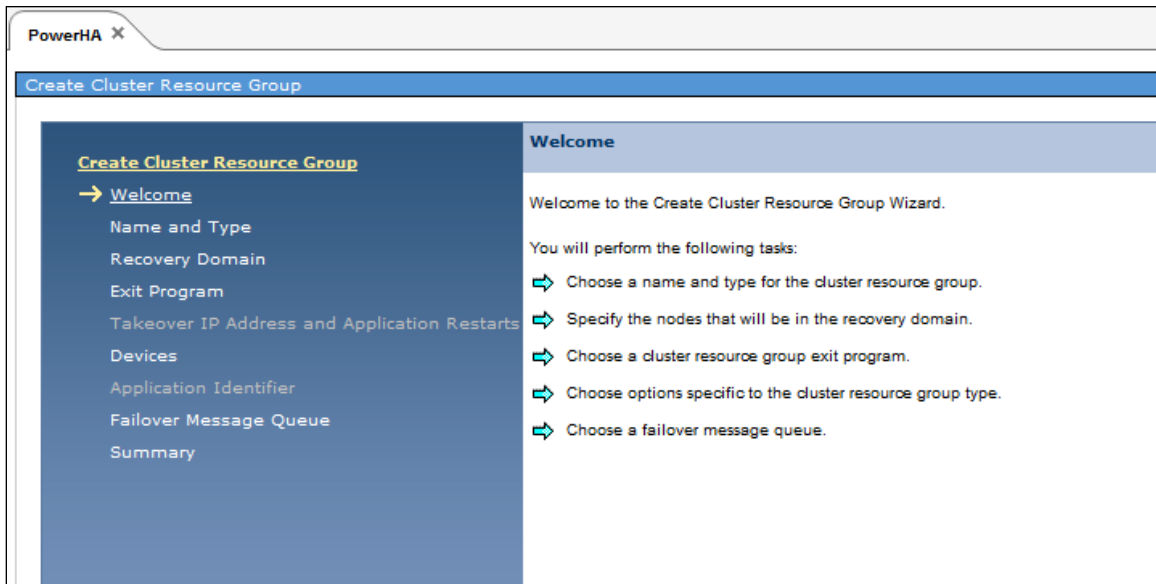 PowerHA
Create Cluster Resource Group
Create Cluster Resource Group
Welcome
Name and Type
Recovery Domain
Exit Program
Takeover IP Address and Application Restarts
Devices
Application Identifier
Failover Message Queue
Summary
Welcome
Welcome to the Create Cluster Resource Group Wizard.
You will perform the following tasks:
Choose a name and type for the cluster resource group.
Specify the nodes that will be in the recovery domain.
Choose a cluster resource group exit program.
Choose options specific to the cluster resource group type.
Choose a failover message queue.